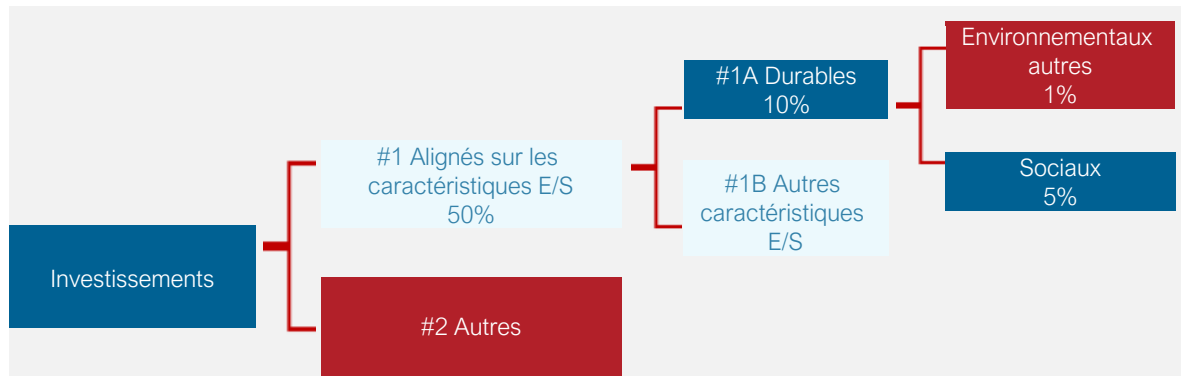 Investissements
#1 Alignés sur les
caractéristiques E/S
50%
#2 Autres
#1A Durables
10%
#1B Autres
caractéristiques
E/S
Environnementaux
autres
1%
Sociaux
5%